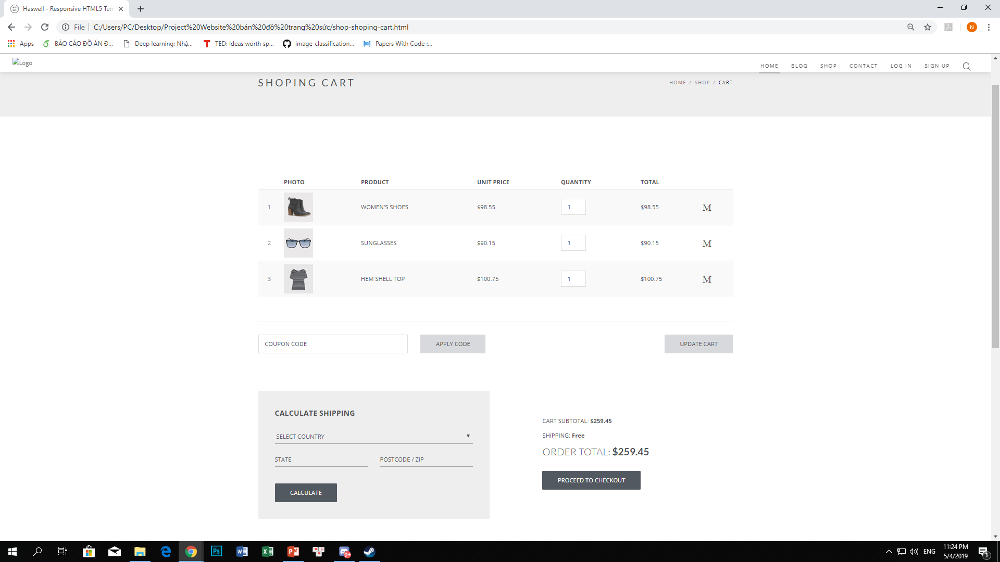 Haswell - Responsive HTML5 Tem
File C:/Users/PC/Desktop/Project%20Website%20bán%20đồ%20trang%20sức/shop-shoping-cart.html
N
Apps BÁO CÁO ĐỒ ÁN Đ... Deep learning: Nhậ... TED: Ideas worth sp... image-classification... Papers With Code :...
Logo HOME BLOG SHOP CONTACT LOG IN SIGN UP
SHOPING CART HOME / SHOP / CART
PHOTO PRODUCT UNIT PRICE QUANTITY TOTAL
1 WOMEN'S SHOES $98.55 1 $98.55 M
2 SUNGLASSES $90.15 1 $90.15 M
3 HEM SHELL TOP $100.75 1 $100.75 M
COUPON CODE APPLY CODE UPDATE CART
CALCULATE SHIPPING
SELECT COUNTRY
STATE POSTCODE / ZIP
CALCULATE
CART SUBTOTAL: $259.45
SHIPPING: Free
ORDER TOTAL: $259.45
PROCEED TO CHECKOUT
Ps 9+ ENG 11:24 PM
5/4/2019 1